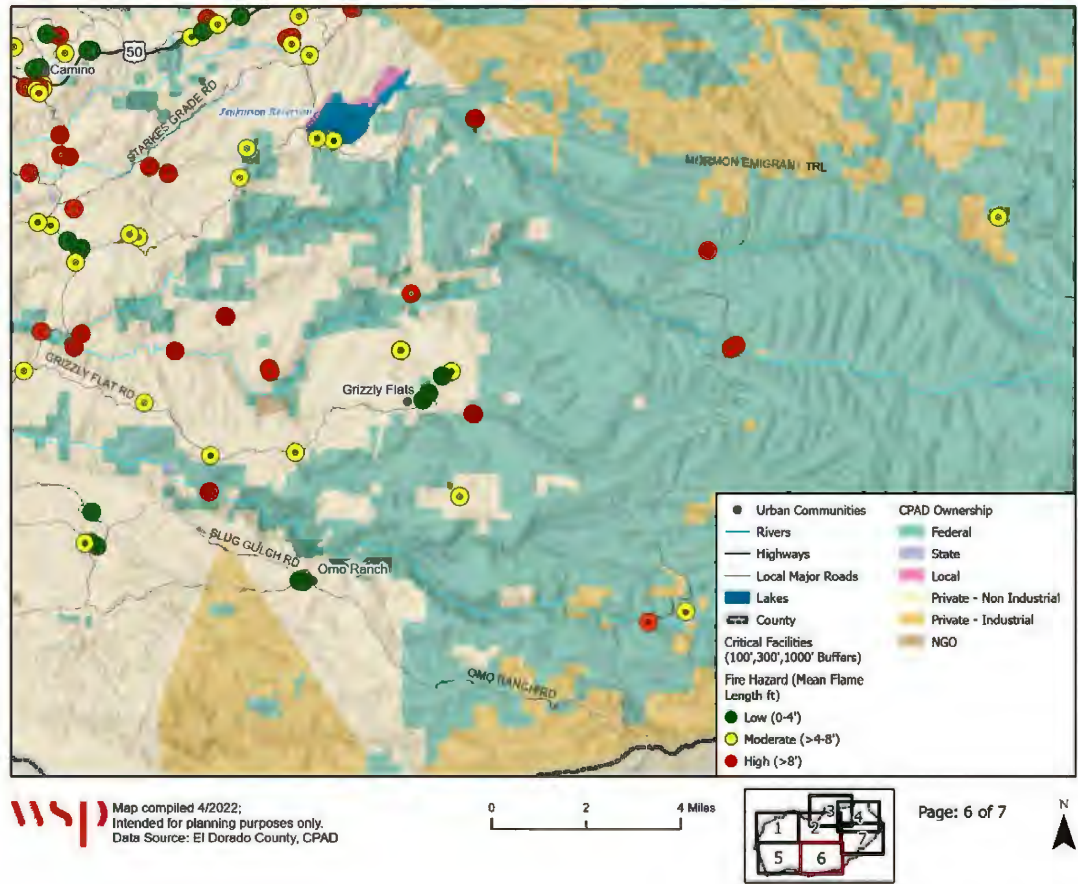 50
Camino
STARKES GRADE RD
Jenkinson Reservoir
MORMON EMIGRANT TRL
GRIZZLY FLAT RD
Grizzly Flats
SLUG GULCH RD
Omo Ranch
OMO RANCH RD
Urban Communities
Rivers
Highways
Local Major Roads
Lakes
County
Critical Facilities
(100',300',1000' Buffers)
Fire Hazard (Mean Flame
Length ft)
Low (0-4')
Moderate (>4-8')
High (>8')
CPAD Ownership
Federal
State
Local
Private - Non Industrial
Private - Industrial
NGO
wsp
Map compiled 4/2022;
Intended for planning purposes only.
Data Source: El Dorado County, CPAD
0 2 4 Miles
1 2 3 4
5 6 7
Page: 6 of 7
N